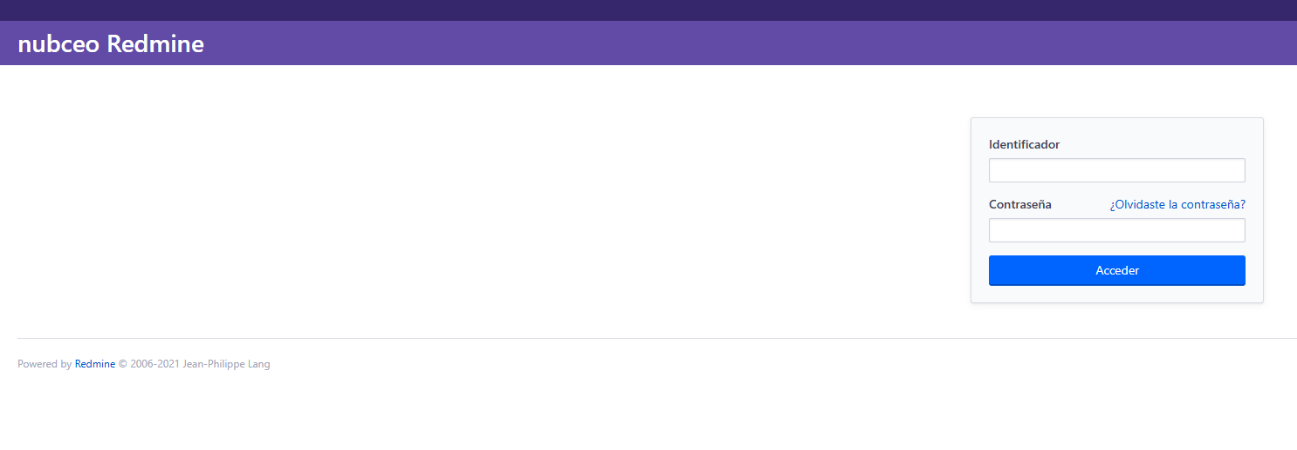 nubceo Redmine
Identificador
Contraseña ¿Olvidaste la contraseña?
Acceder
Powered by Redmine © 2006-2021 Jean-Philippe Lang